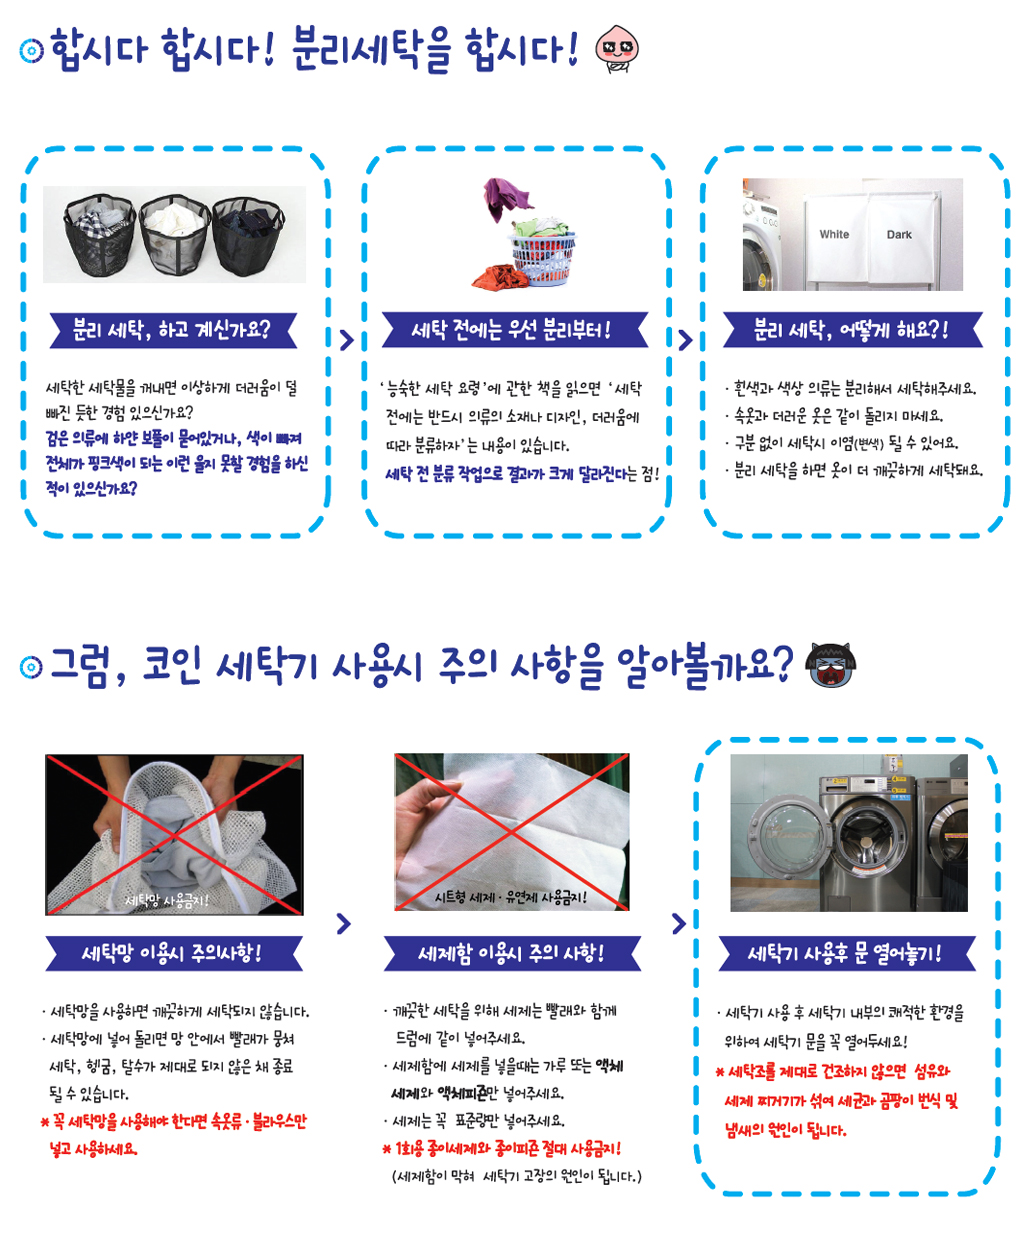 합시다 합시다! 분리세탁을 합시다!
White
Dark
분리 세탁, 하고 계신가요?
세탁 전에는 우선 분리부터!
분리 세탁, 어떻게 해요?!
세탁한 세탁물을 꺼내면 이상하게 더러움이 덜
빠진 듯한 경험 있으신가요?
검은 의류에 하얀 보풀이 묻어있거나, 색이 빠져
전체가 핑크색이 되는 이런 웃지 못할 경험을 하신
적이 있으신가요?
'능숙한 세탁 요령'에 관한 책을 읽으면 '세탁
전에는 반드시 의류의 소재나 디자인, 더러움에
따라 분류하자'는 내용이 있습니다.
세탁 전 분류 작업으로 결과가 크게 달라진다는 점!
· 흰색과 색상 의류는 분리해서 세탁해주세요.
· 속옷과 더러운 옷은 같이 돌리지 마세요.
· 구분 없이 세탁시 이염(변색) 될 수 있어요.
· 분리 세탁을 하면 옷이 더 깨끗하게 세탁돼요.
그럼, 코인 세탁기 사용시 주의 사항을 알아볼까요?
세탁망 사용금지!
시트형 세제 · 유연제 사용금지!
세탁망 이용시 주의사항!
세제함 이용시 주의 사항!
세탁기 사용후 문 열어놓기!
· 세탁망을 사용하면 깨끗하게 세탁되지 않습니다.
· 세탁망에 넣어 돌리면 망 안에서 빨래가 뭉쳐
세탁, 헹굼, 탈수가 제대로 되지 않은 채 종료
될 수 있습니다.
* 꼭 세탁망을 사용해야 한다면 속옷류 · 블라우스만
넣고 사용하세요.
· 깨끗한 세탁을 위해 세제는 빨래와 함께
드럼에 같이 넣어주세요.
· 세제함에 세제를 넣을때는 가루 또는 액체
세제와 액체피죤만 넣어주세요.
· 세제는 꼭 표준량만 넣어주세요.
* 1회용 종이세제와 종이피죤 절대 사용금지!
(세제함이 막혀 세탁기 고장의 원인이 됩니다.)
· 세탁기 사용 후 세탁기 내부의 쾌적한 환경을
위하여 세탁기 문을 꼭 열어두세요!
* 세탁조를 제대로 건조하지 않으면 섬유와
세제 찌거기가 섞여 세균과 곰팡이 번식 및
냄새의 원인이 됩니다.